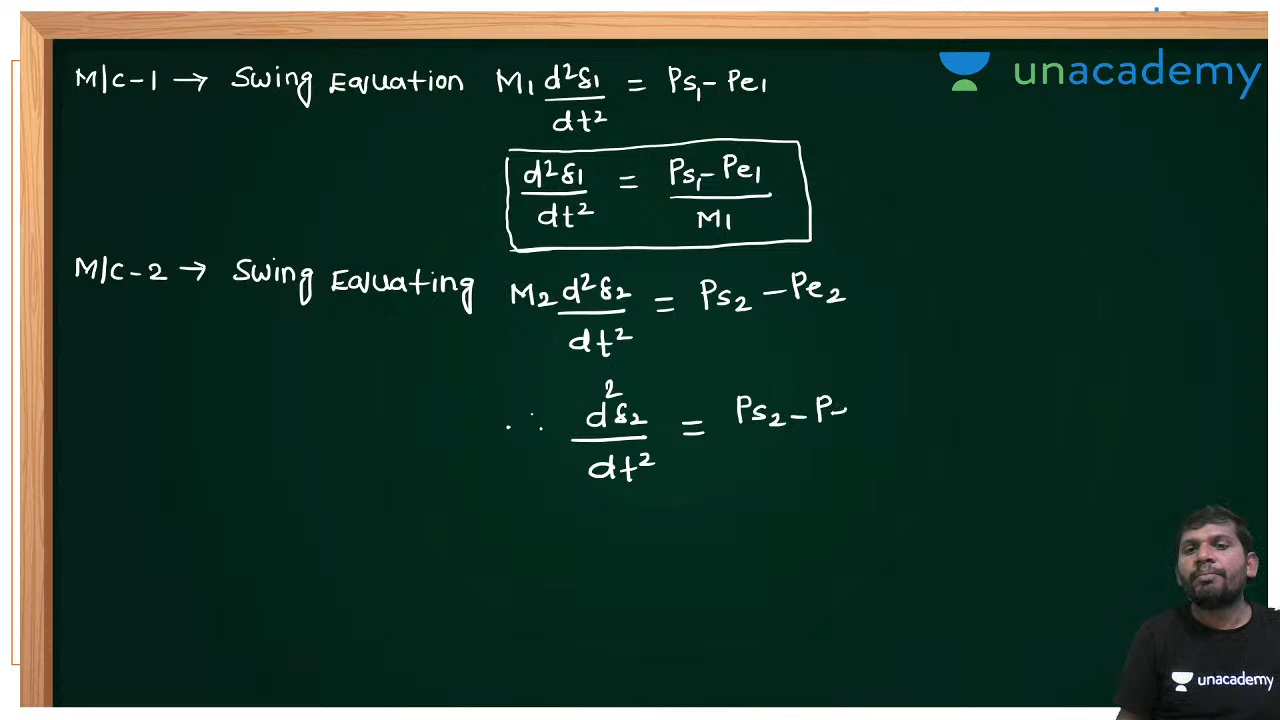 unacademy
M/C-1 → Swing Equation M1 d²δ1/dt² = Ps1 - Pe1
d²δ1/dt² = Ps1 - Pe1/M1
M/C-2 → Swing Equating M2 d²δ2/dt² = Ps2 - Pe2
∴ d²δ2/dt² = Ps2 - P
unacademy